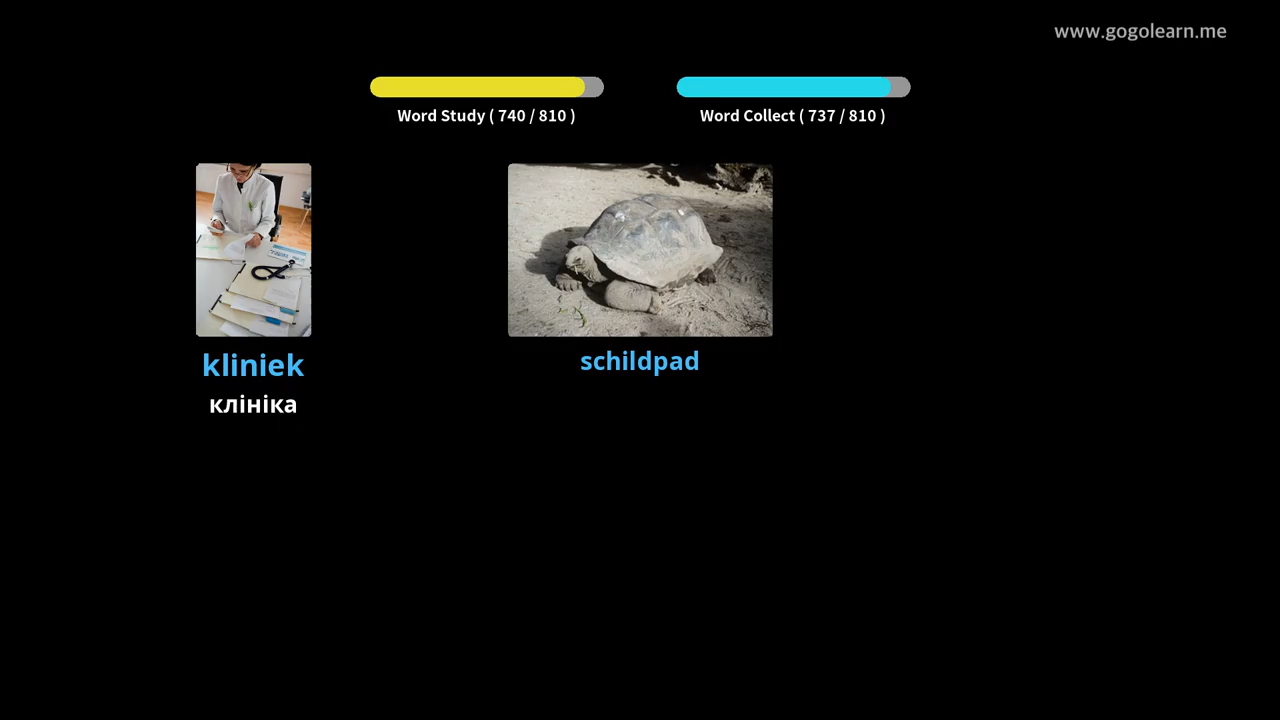 www.gogolearn.me
Word Study ( 740 / 810 )
Word Collect ( 737 / 810 )
kliniek
клініка
schildpad